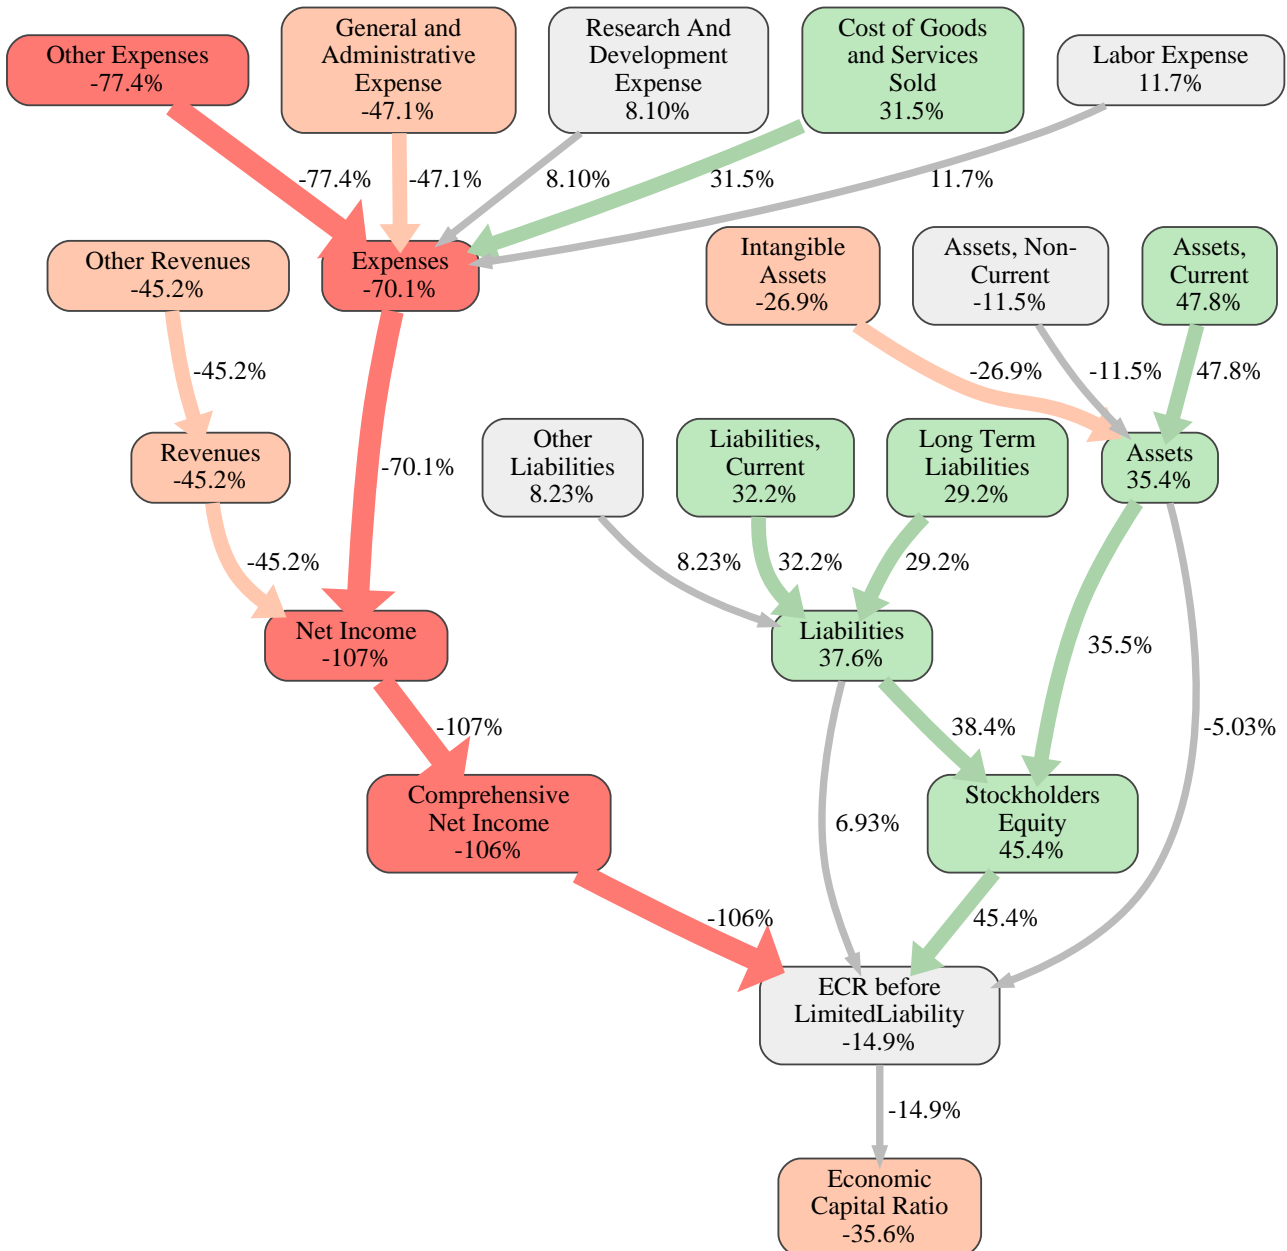 Other Expenses
-77.4%
General and
Administrative
Expense
-47.1%
Research And
Development
Expense
8.10%
Cost of Goods
and Services
Sold
31.5%
Labor Expense
11.7%
-77.4%
-47.1%
8.10%
31.5%
11.7%
Other Revenues
-45.2%
Expenses
-70.1%
Intangible
Assets
-26.9%
Assets, Non-
Current
-11.5%
Assets,
Current
47.8%
-45.2%
-26.9%
-11.5%
47.8%
Revenues
-45.2%
-70.1%
Other
Liabilities
8.23%
Liabilities,
Current
32.2%
Long Term
Liabilities
29.2%
Assets
35.4%
-45.2%
8.23%
32.2%
29.2%
Net Income
-107%
Liabilities
37.6%
35.5%
-107%
38.4%
-5.03%
Comprehensive
Net Income
-106%
6.93%
Stockholders
Equity
45.4%
-106%
45.4%
ECR before
LimitedLiability
-14.9%
-14.9%
Economic
Capital Ratio
-35.6%